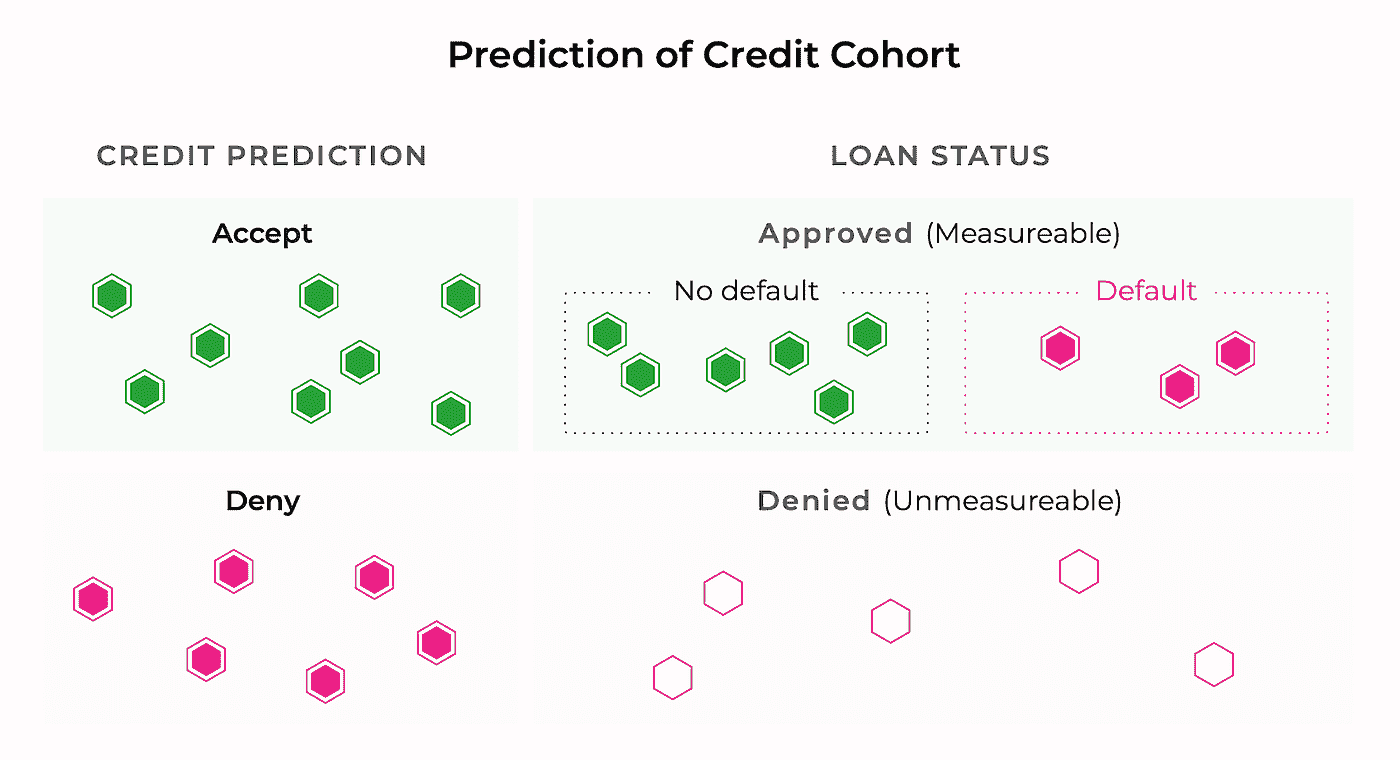 Prediction of Credit Cohort
CREDIT PREDICTION
LOAN STATUS
Accept
Approved (Measureable)
No default
Default
Deny
Denied (Unmeasureable)